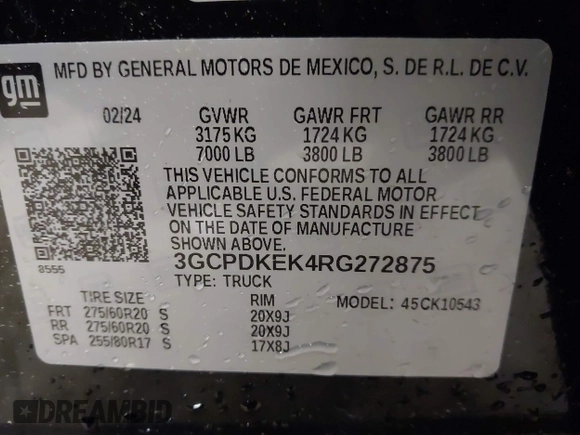 gm
MFD BY GENERAL MOTORS DE MEXICO, S. DE R.L. DE C.V.
02/24 GVWR GAWR FRT GAWR RR
3175 KG 1724 KG 1724 KG
7000 LB 3800 LB 3800 LB
THIS VEHICLE CONFORMS TO ALL
APPLICABLE U.S. FEDERAL MOTOR
VEHICLE SAFETY STANDARDS IN EFFECT
ON THE DATE OF MANUFACTURE
SHOWN ABOVE.
8555 3GCPDKEK4RG272875
TYPE: TRUCK
TIRE SIZE RIM MODEL: 45CK10543
FRT 275/60R20 S 20X9J
RR 275/60R20 S 20X9J
SPA 255/80R17 S 17X8J
DREAMBID